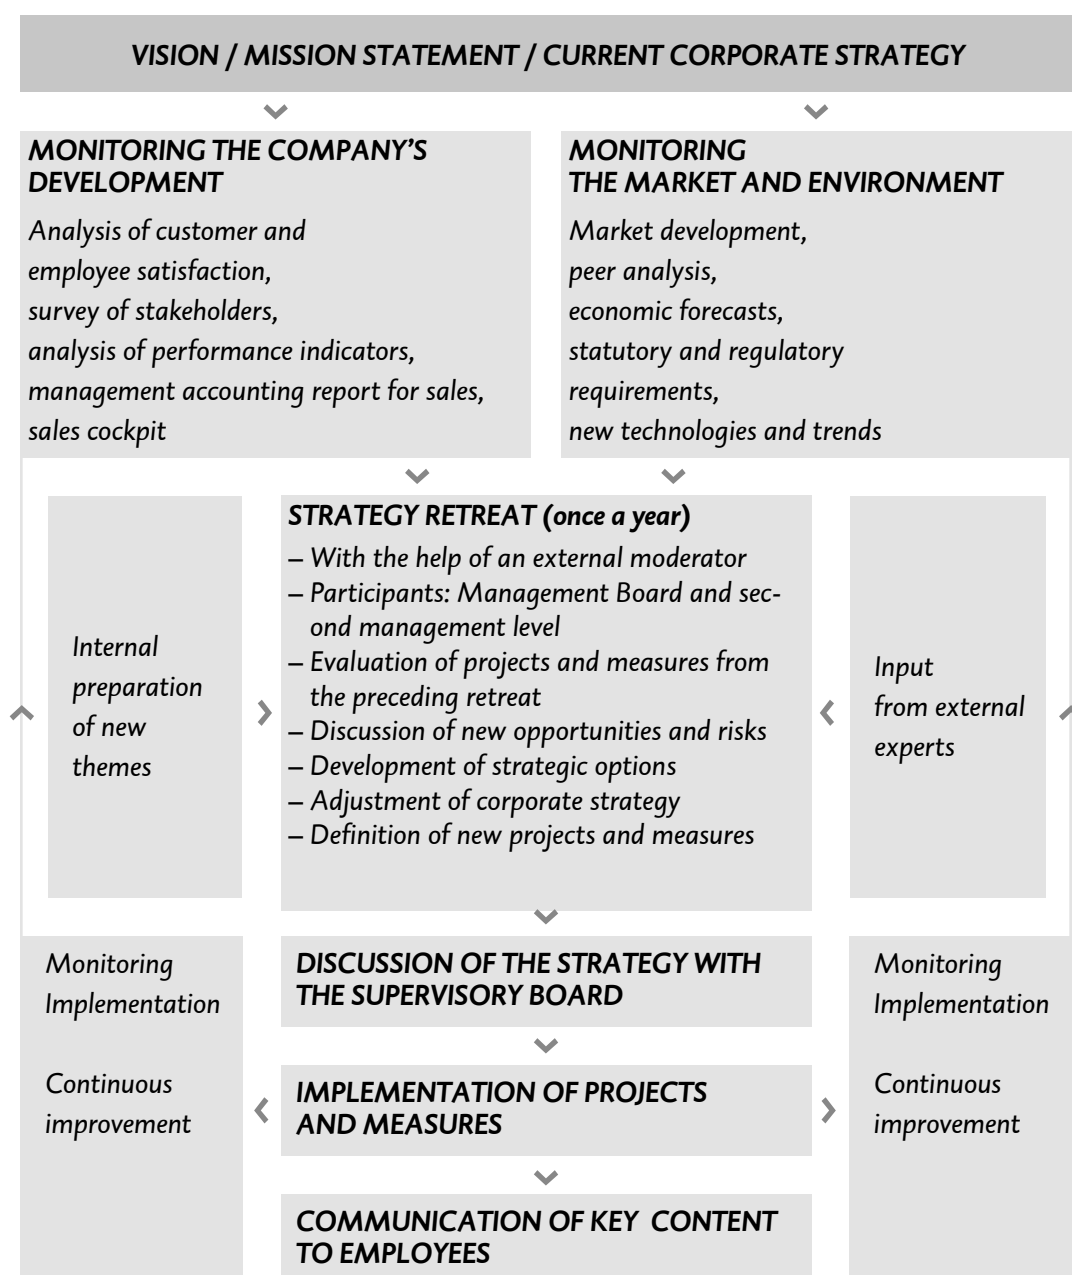 VISION / MISSION STATEMENT / CURRENT CORPORATE STRATEGY
MONITORING THE COMPANY’S
DEVELOPMENT
Analysis of customer and
employee satisfaction,
survey of stakeholders,
analysis of performance indicators,
management accounting report for sales,
sales cockpit
MONITORING
THE MARKET AND ENVIRONMENT
Market development,
peer analysis,
economic forecasts,
statutory and regulatory
requirements,
new technologies and trends
Internal
preparation
of new
themes
STRATEGY RETREAT (once a year)
– With the help of an external moderator
– Participants: Management Board and sec-
ond management level
– Evaluation of projects and measures from
the preceding retreat
– Discussion of new opportunities and risks
– Development of strategic options
– Adjustment of corporate strategy
– Definition of new projects and measures
Input
from external
experts
Monitoring
Implementation
Continuous
improvement
DISCUSSION OF THE STRATEGY WITH
THE SUPERVISORY BOARD
IMPLEMENTATION OF PROJECTS
AND MEASURES
COMMUNICATION OF KEY CONTENT
TO EMPLOYEES
Monitoring
Implementation
Continuous
improvement